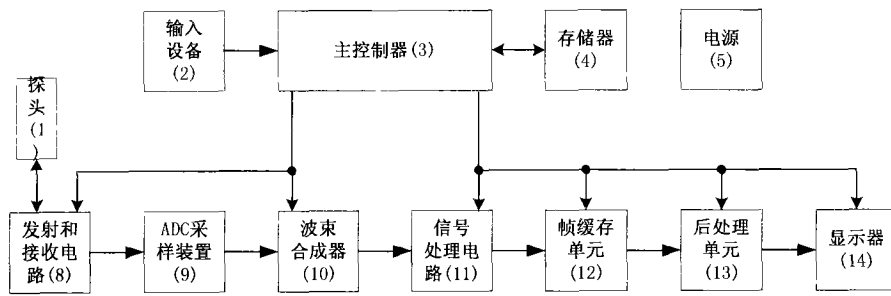 输入
设备
(2)
主控制器(3)
存储器
(4)
电源
(5)
探
头
(1
)
发射和
接收电
路(8)
ADC采
样装置
(9)
波束
合成器
(10)
信号
处理电
路(11)
帧缓存
单元
(12)
后处理
单元
(13)
显示器
(14)